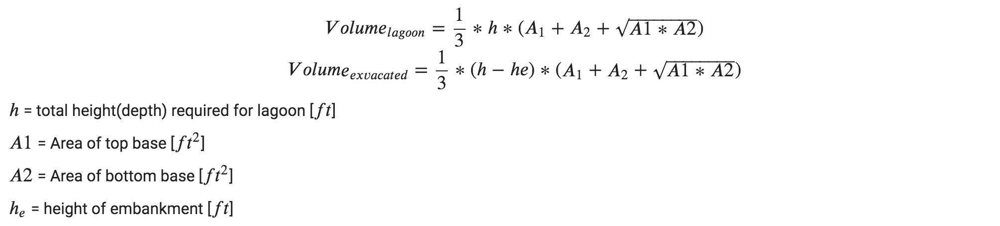 Volume_{lagoon} = \frac{1}{3} * h * (A_1 + A_2 + \sqrt{A1 * A2})
Volume_{exvacated} = \frac{1}{3} * (h − he) * (A_1 + A_2 + \sqrt{A1 * A2})
h = total height(depth) required for lagoon [ft]
A1 = Area of top base [ft^2]
A2 = Area of bottom base [ft^2]
h_e = height of embankment [ft]